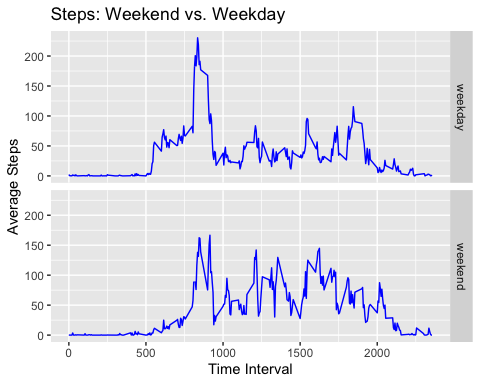 Steps: Weekend vs. Weekday
Average Steps
200
150
100
50
0
weekday
200
150
100
50
0
weekend
0 500 1000 1500 2000
Time Interval